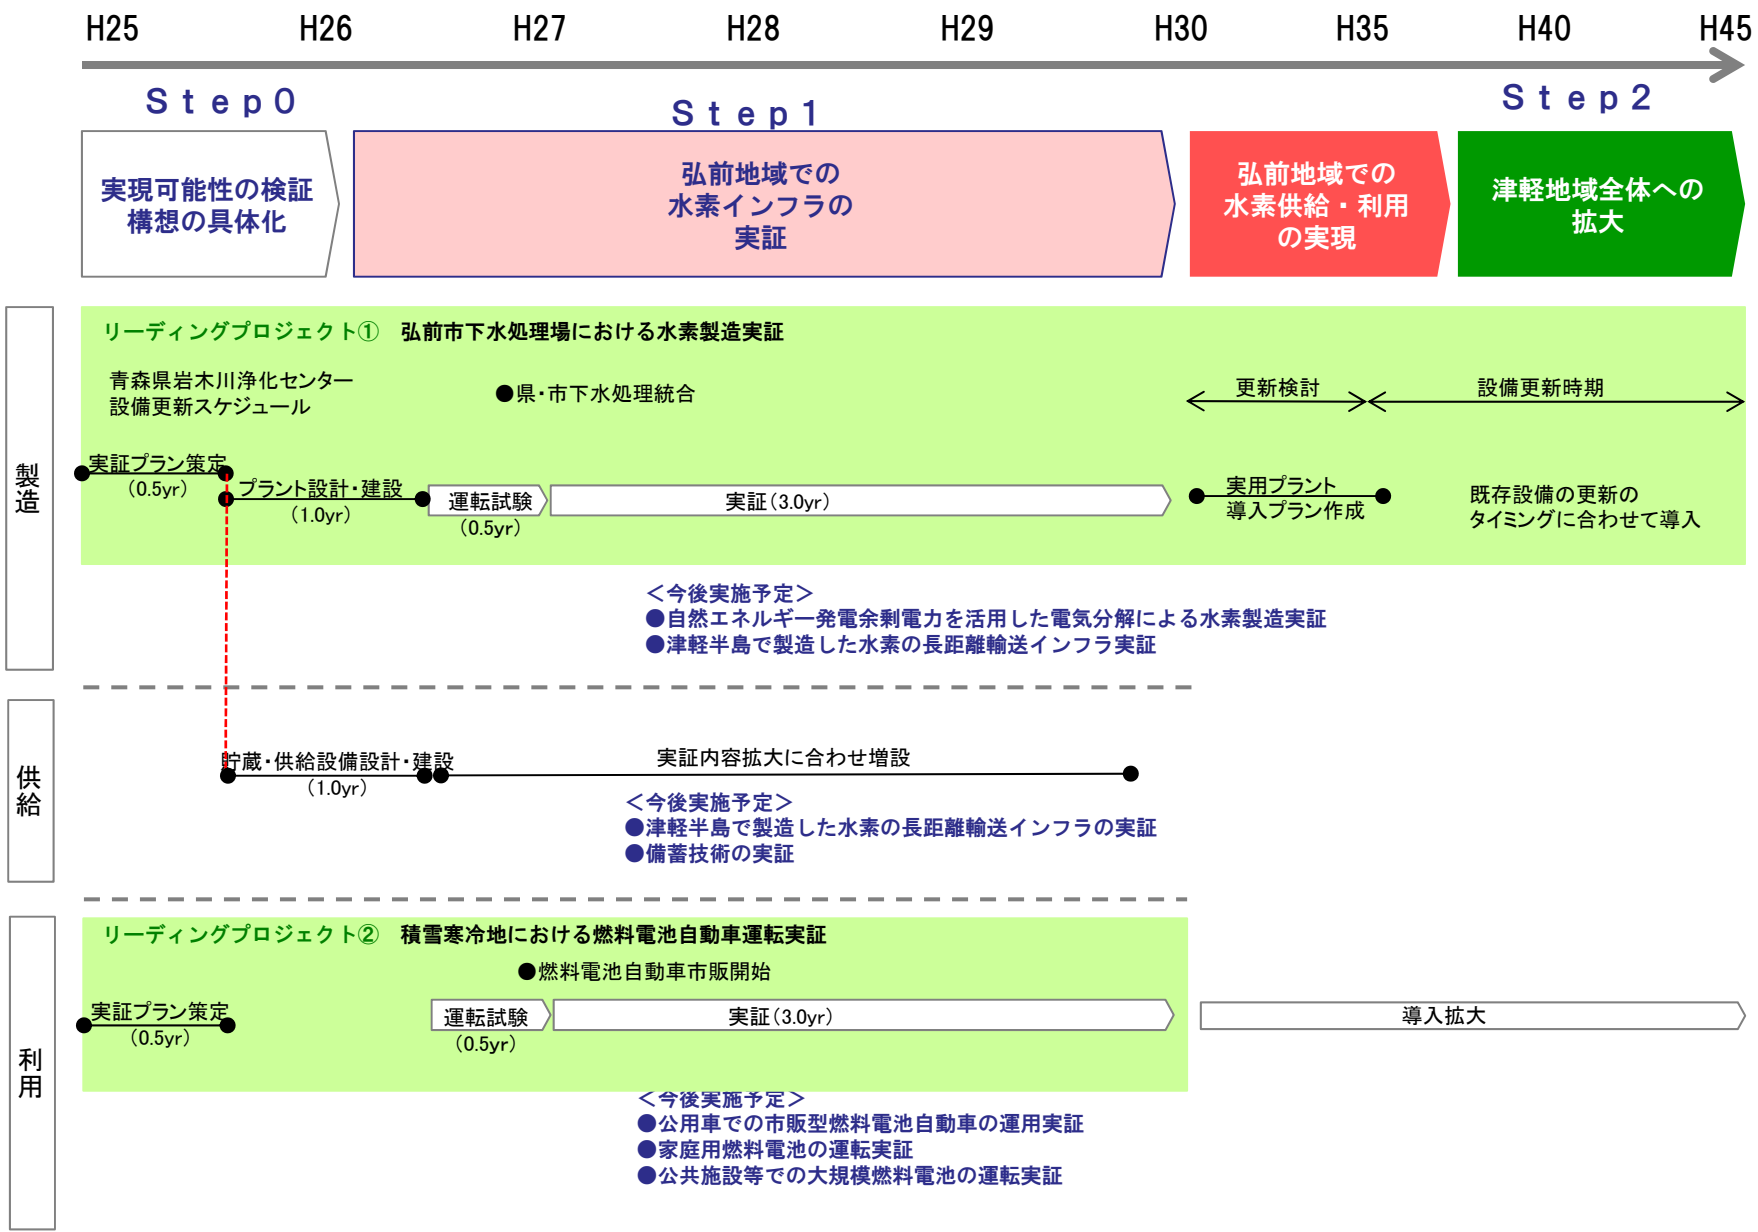 H25 H26 H27 H28 H29 H30 H35 H40 H45
Step0
Step1
Step2
実現可能性の検証
構想の具体化
弘前地域での
水素インフラの
実証
弘前地域での
水素供給・利用
の実現
津軽地域全体への
拡大
製造
リーディングプロジェクト① 弘前市下水処理場における水素製造実証
青森県岩木川浄化センター
設備更新スケジュール
●県・市下水処理統合
更新検討
設備更新時期
実証プラン策定
(0.5yr)
プラント設計・建設
(1.0yr)
運転試験
(0.5yr)
実証(3.0yr)
実用プラント
導入プラン作成
既存設備の更新の
タイミングに合わせて導入
<今後実施予定>
●自然エネルギー発電余剰電力を活用した電気分解による水素製造実証
●津軽半島で製造した水素の長距離輸送インフラ実証
供給
貯蔵・供給設備設計・建設
(1.0yr)
実証内容拡大に合わせ増設
<今後実施予定>
●津軽半島で製造した水素の長距離輸送インフラの実証
●備蓄技術の実証
利用
リーディングプロジェクト② 積雪寒冷地における燃料電池自動車運転実証
●燃料電池自動車市販開始
実証プラン策定
(0.5yr)
運転試験
(0.5yr)
実証(3.0yr)
導入拡大
<今後実施予定>
●公用車での市販型燃料電池自動車の運用実証
●家庭用燃料電池の運転実証
●公共施設等での大規模燃料電池の運転実証